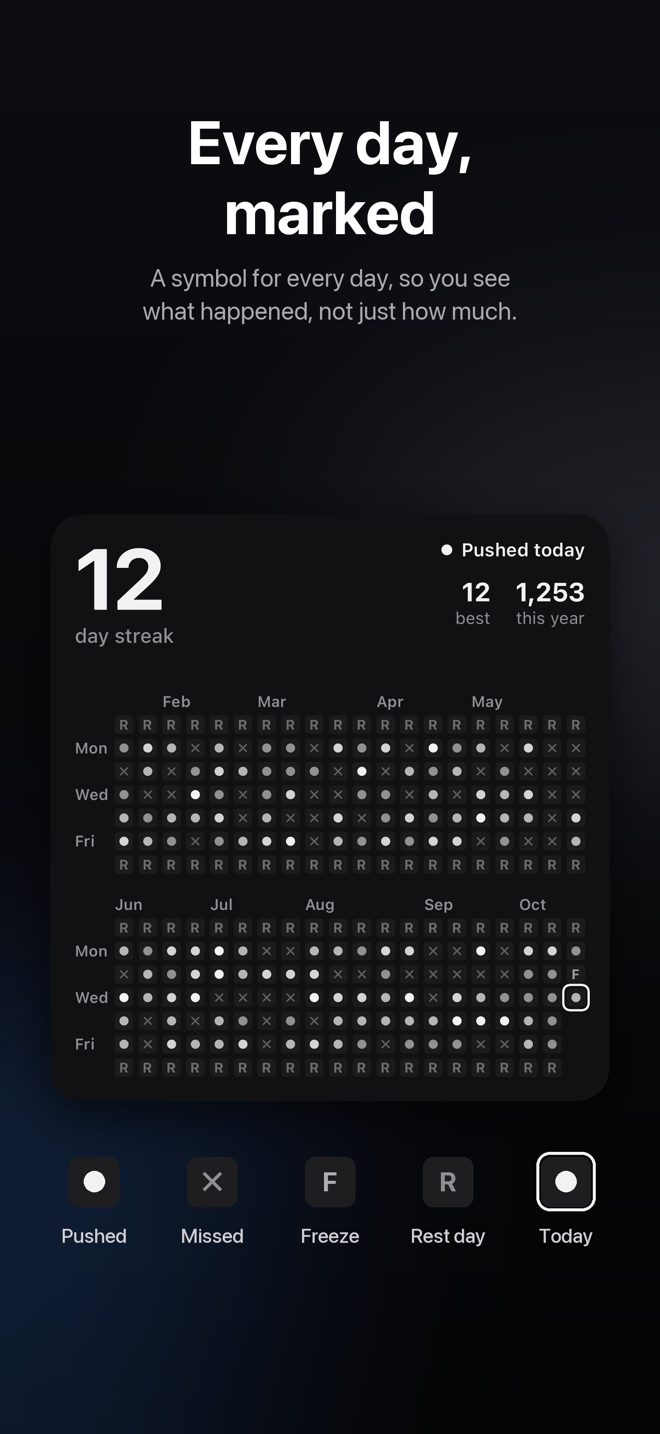 Every day,
marked
A symbol for every day, so you see
what happened, not just how much.
12
day streak
Pushed today
12 1,253
best this year
Feb Mar Apr May
R R R R R R R R R R R R R R R R R R R R
Mon
Wed
Fri
R R R R R R R R R R R R R R R R R R R R
Jun Jul Aug Sep Oct
R R R R R R R R R R R R R R R R R R R R
Mon
F
Wed
Fri
R R R R R R R R R R R R R R R R R R R
F R
Pushed Missed Freeze Rest day Today